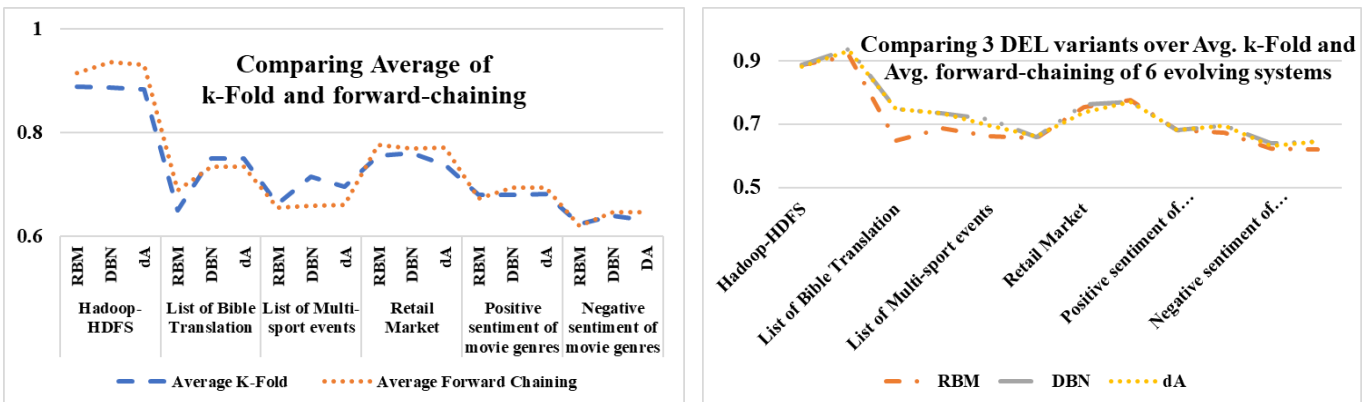 1
Comparing Average of
k-Fold and forward-chaining
0.8
0.6
RBM
DBN
dA
RBM
DBN
dA
RBM
DBN
dA
RBM
DBN
dA
RBM
DBN
dA
RBM
DBN
DA
Hadoop-
HDFS
List of Bible
Translation
List of Multi-
sport events
Retail
Market
Positive
sentiment of
movie genres
Negative
sentiment of
movie genres
Average K-Fold
Average Forward Chaining
Comparing 3 DEL variants over Avg. k-Fold and
Avg. forward-chaining of 6 evolving systems
0.9
0.7
0.5
Hadoop-HDFS
List of Bible Translation
List of Multi-sport events
Retail Market
Positive sentiment of…
Negative sentiment of…
RBM
DBN
dA